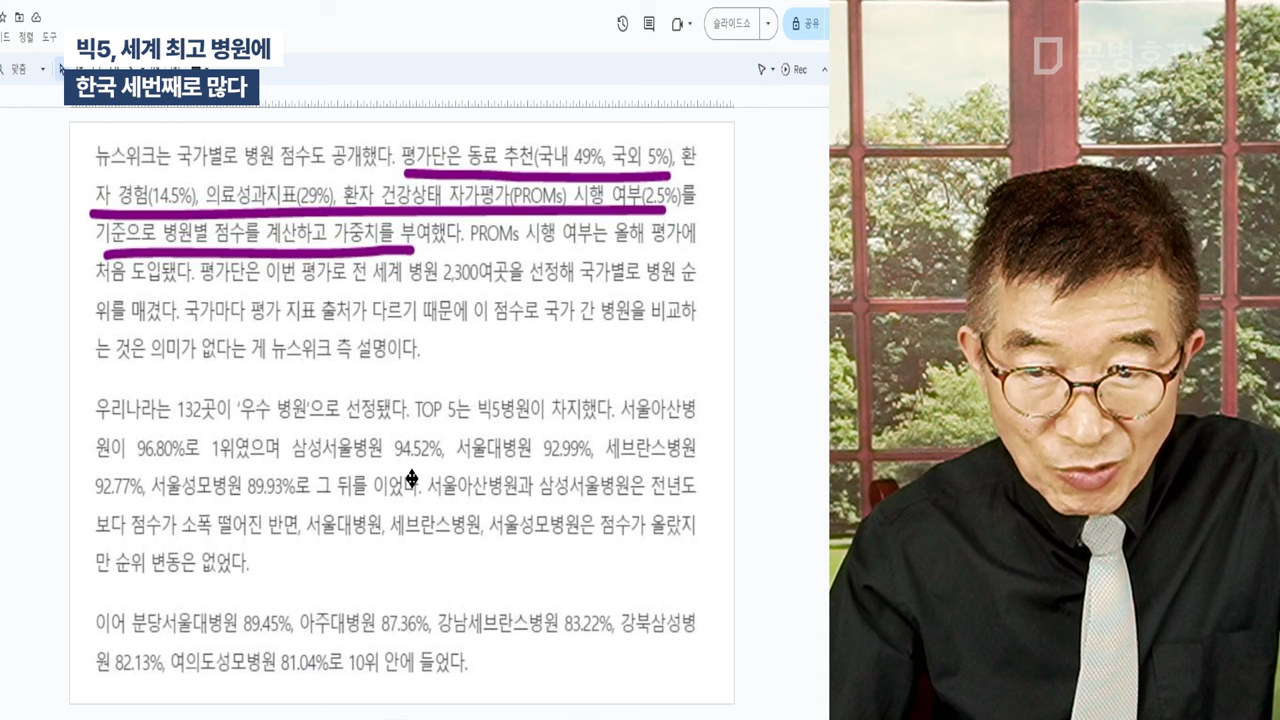 슬라이드쇼
공유
정렬 도구
맞춤
Rec
빅5, 세계 최고 병원에
한국 세번째로 많다
공병호TV
뉴스위크는 국가별로 병원 점수도 공개했다. 평가단은 동료 추천(국내 49%, 국외 5%), 환
자 경험(14.5%), 의료성과지표(29%), 환자 건강상태 자가평가(PROMs) 시행 여부(2.5%)를
기준으로 병원별 점수를 계산하고 가중치를 부여했다. PROMs 시행 여부는 올해 평가에
처음 도입됐다. 평가단은 이번 평가로 전 세계 병원 2,300여곳을 선정해 국가별로 병원 순
위를 매겼다. 국가마다 평가 지표 출처가 다르기 때문에 이 점수로 국가 간 병원을 비교하
는 것은 의미가 없다는 게 뉴스위크 측 설명이다.
우리나라는 132곳이 '우수 병원'으로 선정됐다. TOP 5는 빅5병원이 차지했다. 서울아산병
원이 96.80%로 1위였으며 삼성서울병원 94.52%, 서울대병원 92.99%, 세브란스병원
92.77%, 서울성모병원 89.93%로 그 뒤를 이었다. 서울아산병원과 삼성서울병원은 전년도
보다 점수가 소폭 떨어진 반면, 서울대병원, 세브란스병원, 서울성모병원은 점수가 올랐지
만 순위 변동은 없었다.
이어 분당서울대병원 89.45%, 아주대병원 87.36%, 강남세브란스병원 83.22%, 강북삼성병
원 82.13%, 여의도성모병원 81.04%로 10위 안에 들었다.